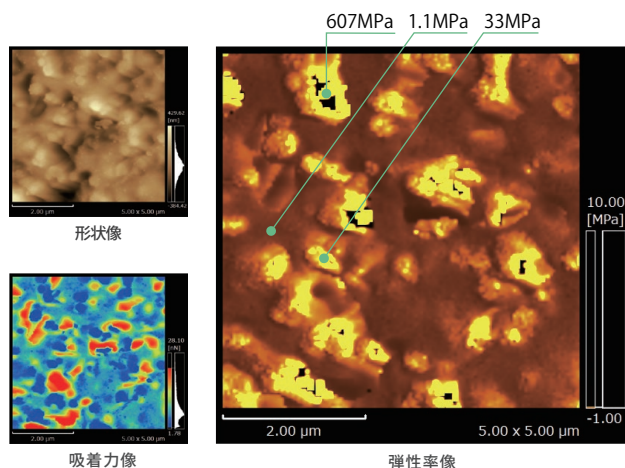 607MPa 1.1MPa 33MPa
429.62
[nm]
-384.42
2.00 μm 5.00 x 5.00 μm
形状像
28.10
[nN]
1.78
2.00 μm 5.00 x 5.00 μm
吸着力像
10.00
[MPa]
-1.00
2.00 μm 5.00 x 5.00 μm
弾性率像